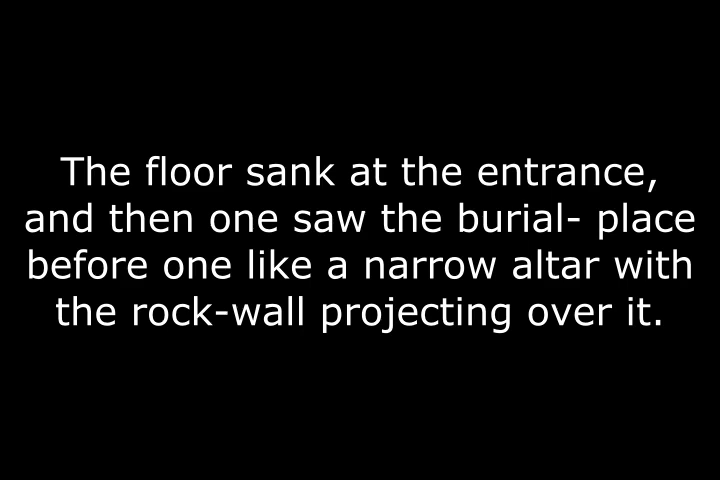 The floor sank at the entrance,
and then one saw the burial- place
before one like a narrow altar with
the rock-wall projecting over it.